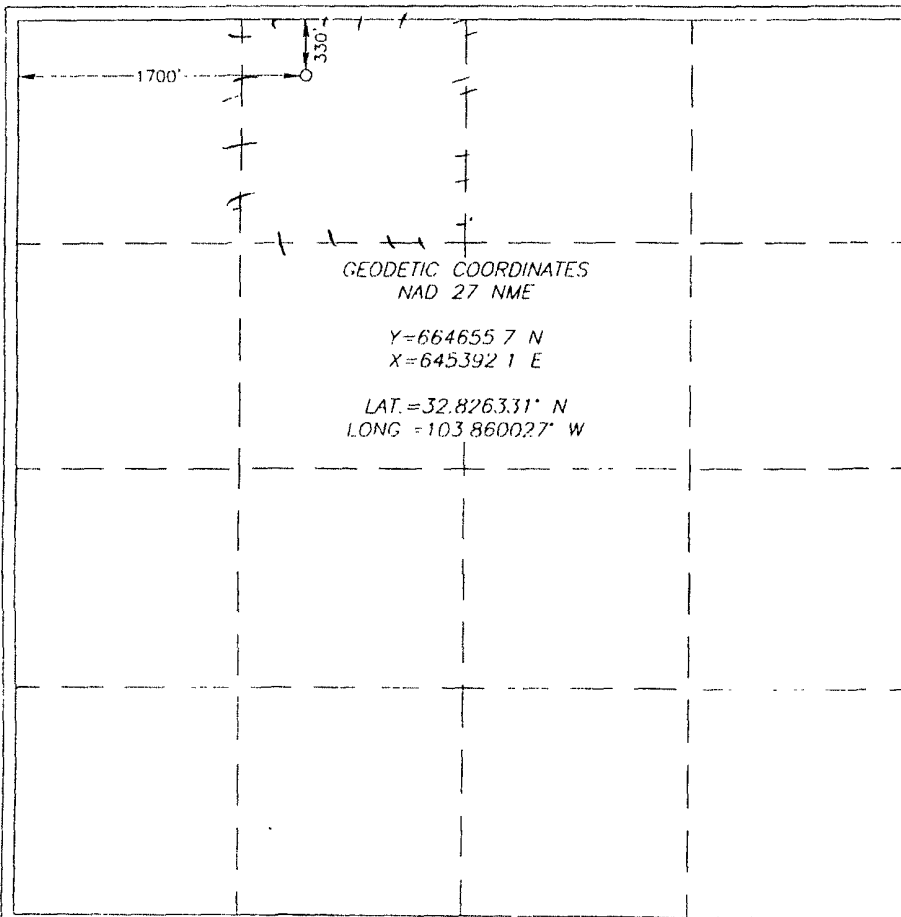 330'
1700'
GEODETIC COORDINATES
NAD 27 NME
Y=664655 7 N
X=645392 1 E
LAT.=32.826331° N
LONG =103 860027° W